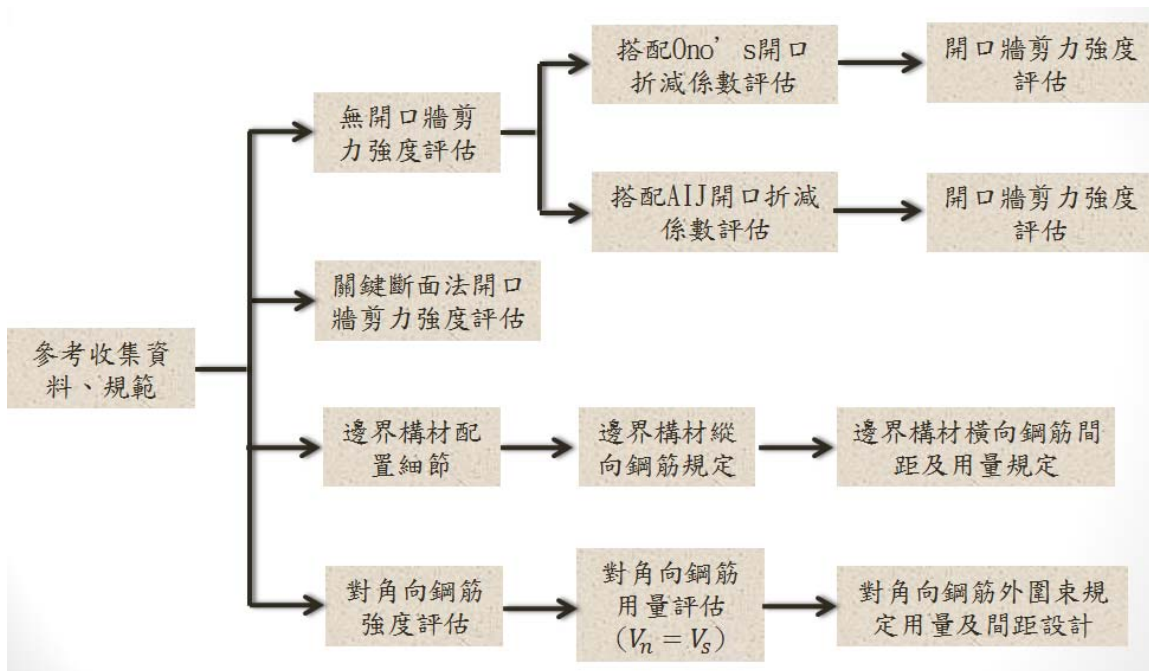 搭配Ono’s開口
折減係數評估
開口牆剪力強度
評估
無開口牆剪
力強度評估
搭配AIJ開口折減
係數評估
開口牆剪力強度
評估
關鍵斷面法開口
牆剪力強度評估
參考收集資
料、規範
邊界構材配
置細節
邊界構材縱
向鋼筋規定
邊界構材橫向鋼筋間
距及用量規定
對角向鋼筋
強度評估
對角向鋼筋
用量評估
(Vn = Vs)
對角向鋼筋外圍束規
定用量及間距設計